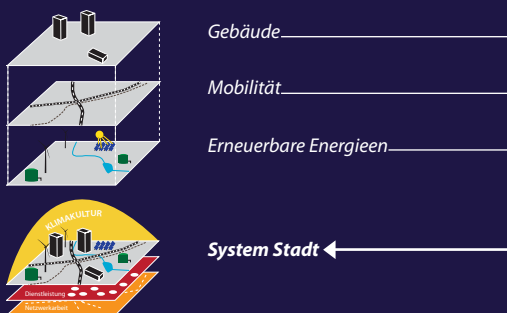 Gebäude
Mobilität
Erneuerbare Energieen
KLIMAKULTUR
System Stadt
Dienstleistung
Netzwerkarbeit